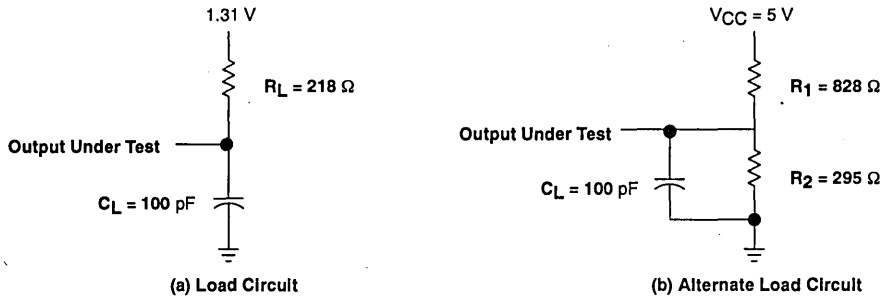 1.31 V
R_L = 218 Ω
Output Under Test
C_L = 100 pF
(a) Load Circuit
V_CC = 5 V
R_1 = 828 Ω
Output Under Test
C_L = 100 pF
R_2 = 295 Ω
(b) Alternate Load Circuit